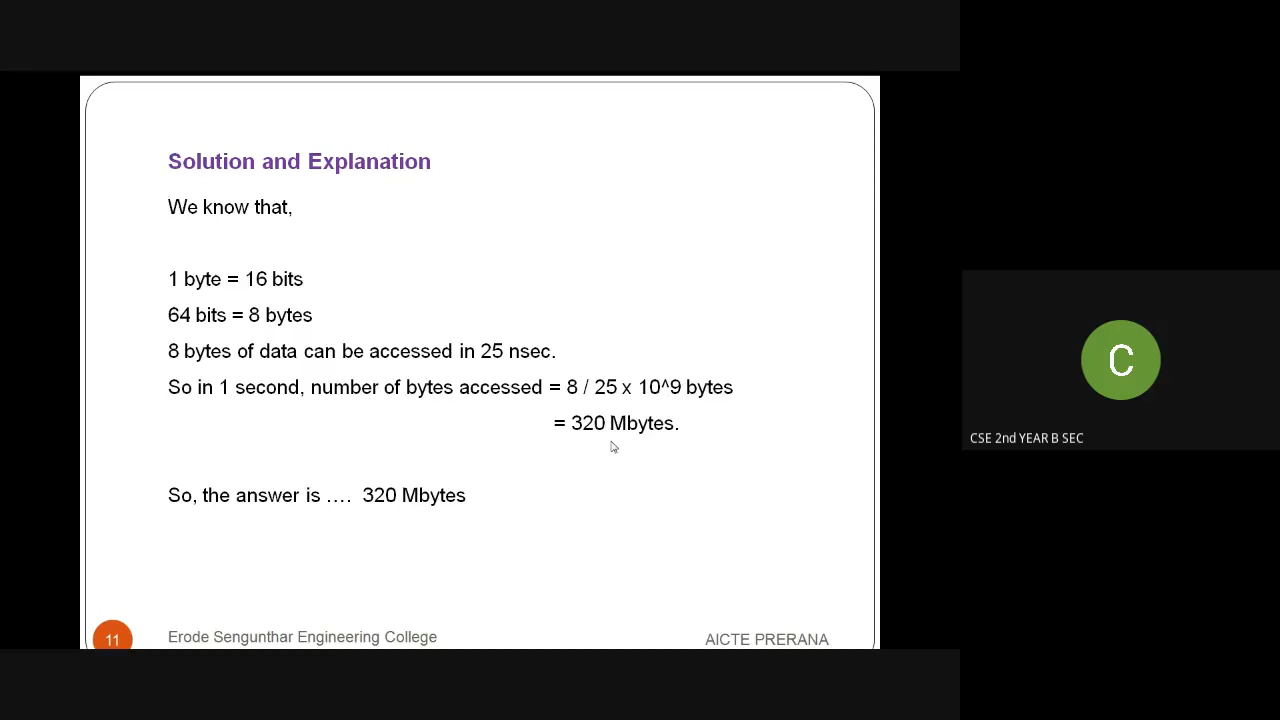 Solution and Explanation
We know that,
1 byte = 16 bits
64 bits = 8 bytes
8 bytes of data can be accessed in 25 nsec.
So in 1 second, number of bytes accessed = 8 / 25 x 10^9 bytes
= 320 Mbytes.
So, the answer is …. 320 Mbytes
11
Erode Sengunthar Engineering College
AICTE PRERANA
C
CSE 2nd YEAR B SEC